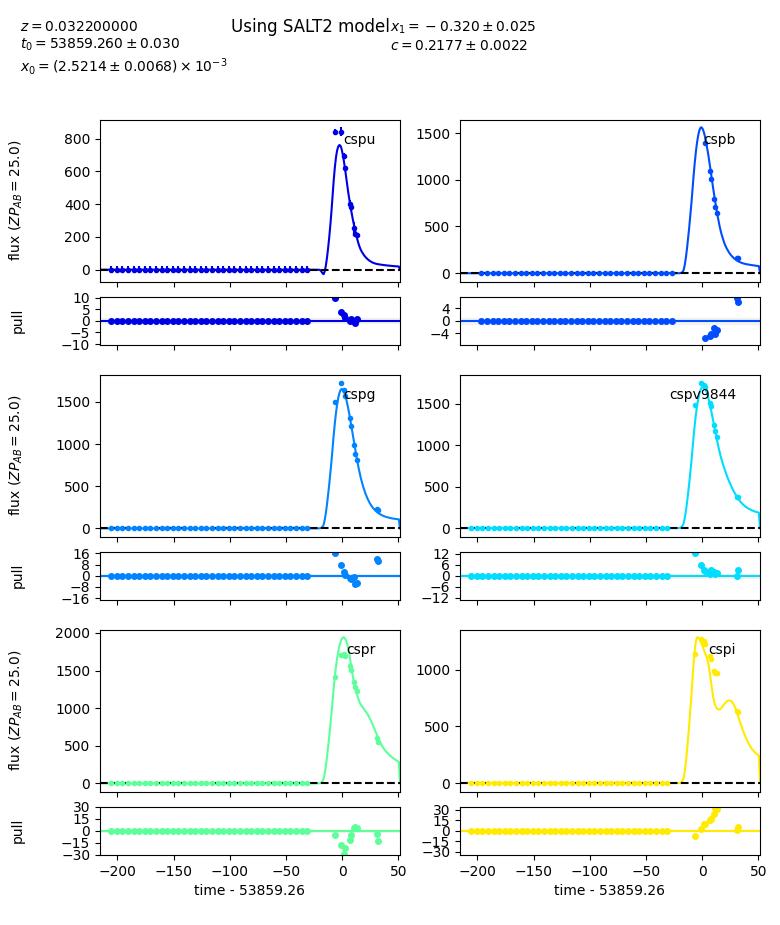 z = 0.032200000
Using SALT2 model
x₁ = −0.320 ± 0.025
t₀ = 53859.260 ± 0.030
c = 0.2177 ± 0.0022
x₀ = (2.5214 ± 0.0068) × 10⁻³
flux (ZP_AB = 25.0)
800
600
400
200
0
cspu
1500
1000
500
0
cspb
pull
10
5
0
−5
−10
4
0
−4
flux (ZP_AB = 25.0)
1500
1000
500
0
cspg
1500
1000
500
0
cspv9844
pull
16
8
0
−8
−16
12
6
0
−6
−12
flux (ZP_AB = 25.0)
2000
1500
1000
500
0
cspr
1000
500
0
cspi
pull
30
15
0
−15
−30
30
15
0
−15
−30
−200 −150 −100 −50 0 50
−200 −150 −100 −50 0 50
time - 53859.26
time - 53859.26